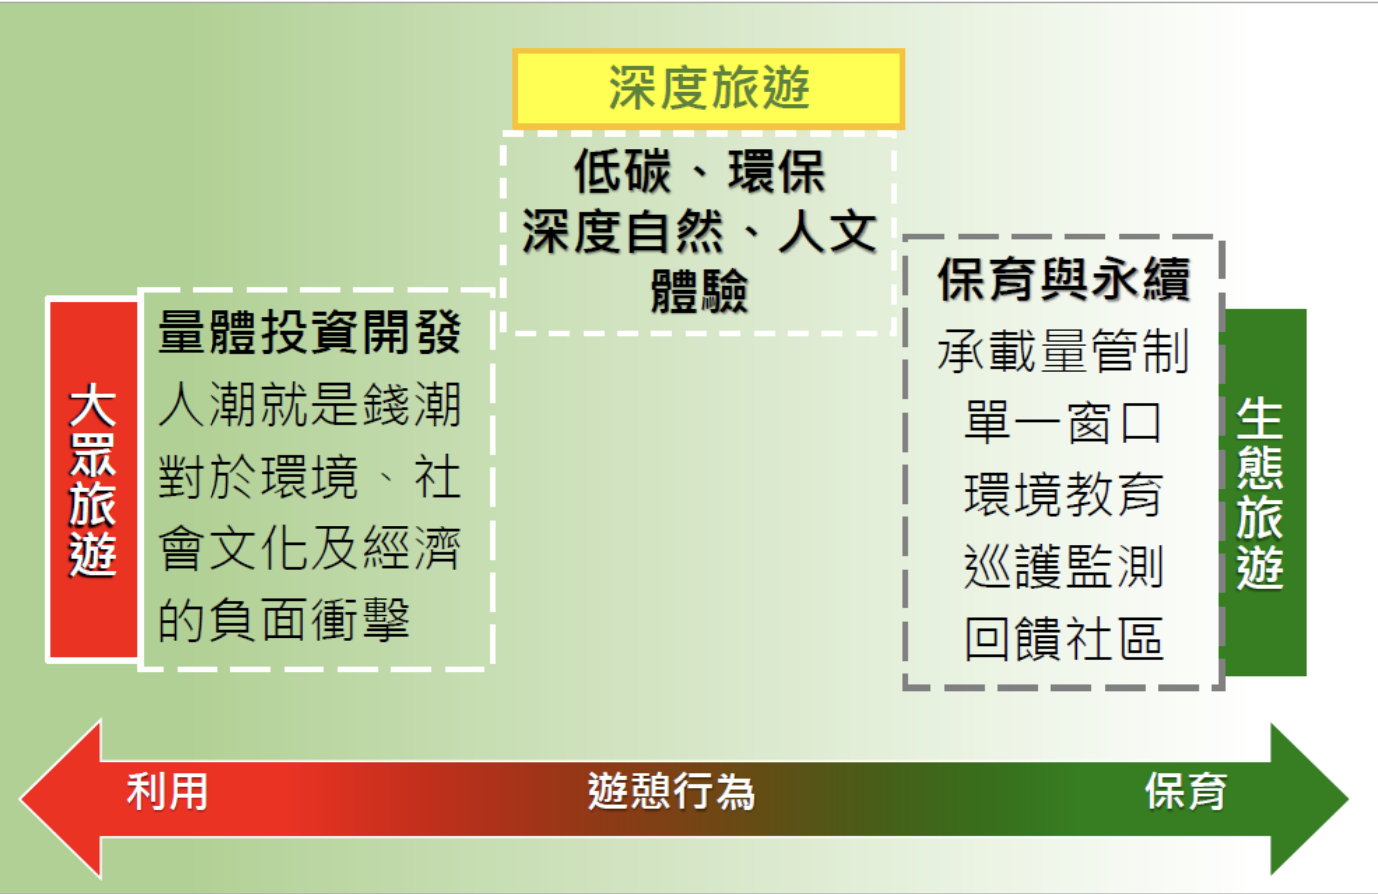 深度旅遊
低碳、環保
深度自然、人文
體驗
大眾旅遊
量體投資開發
人潮就是錢潮
對於環境、社
會文化及經濟
的負面衝擊
保育與永續
承載量管制
單一窗口
環境教育
巡護監測
回饋社區
生態旅遊
利用
遊憩行為
保育